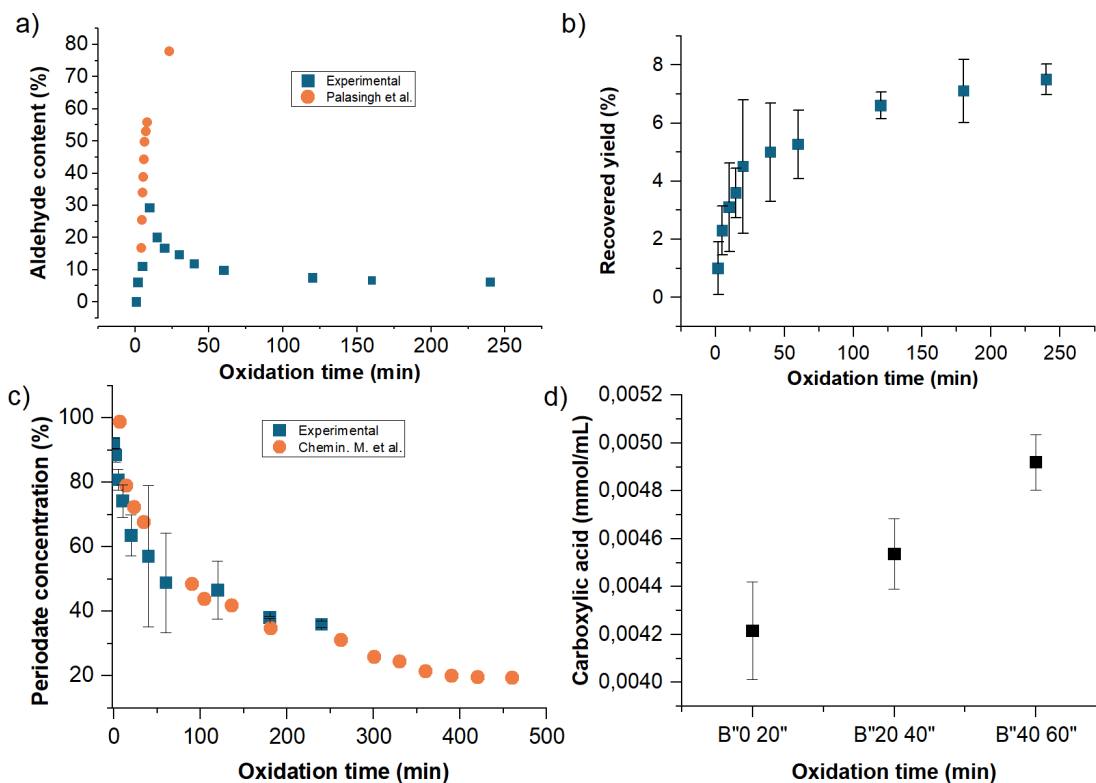 a)
Aldehyde content (%)
80
70
60
50
40
30
20
10
0
Experimental
Palasingh et al.
0 50 100 150 200 250
Oxidation time (min)
b)
Recovered yield (%)
8
6
4
2
0
0 50 100 150 200 250
Oxidation time (min)
c)
Periodate concentration (%)
100
80
60
40
20
Experimental
Chemin. M. et al.
0 100 200 300 400 500
Oxidation time (min)
d)
Carboxylic acid (mmol/mL)
0,0052
0,0050
0,0048
0,0046
0,0044
0,0042
0,0040
B"0 20" B"20 40" B"40 60"
Oxidation time (min)